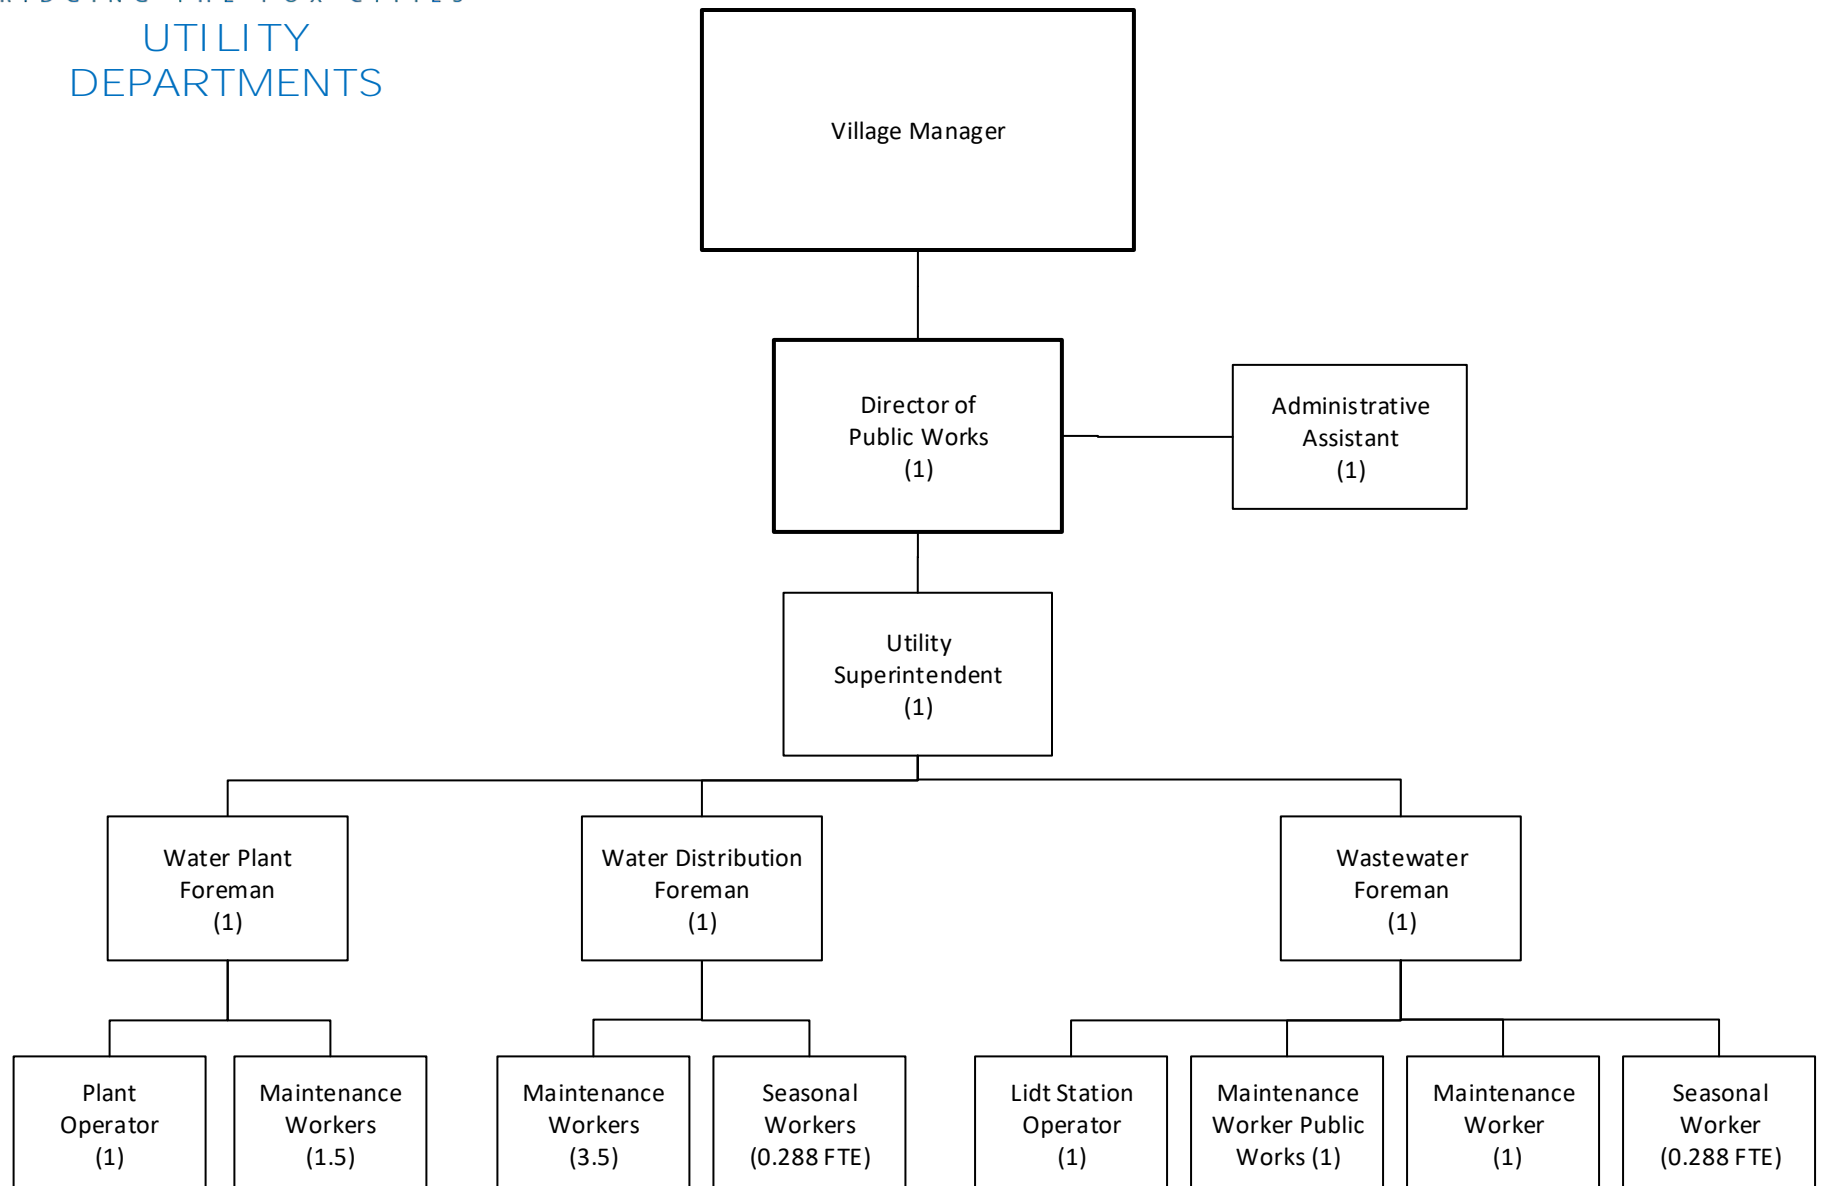 UTILITY
DEPARTMENTS
Village Manager
Director of
Public Works
(1)
Administrative
Assistant
(1)
Utility
Superintendent
(1)
Water Plant
Foreman
(1)
Water Distribution
Foreman
(1)
Wastewater
Foreman
(1)
Plant
Operator
(1)
Maintenance
Workers
(1.5)
Maintenance
Workers
(3.5)
Seasonal
Workers
(0.288 FTE)
Lidt Station
Operator
(1)
Maintenance
Worker Public
Works (1)
Maintenance
Worker
(1)
Seasonal
Worker
(0.288 FTE)